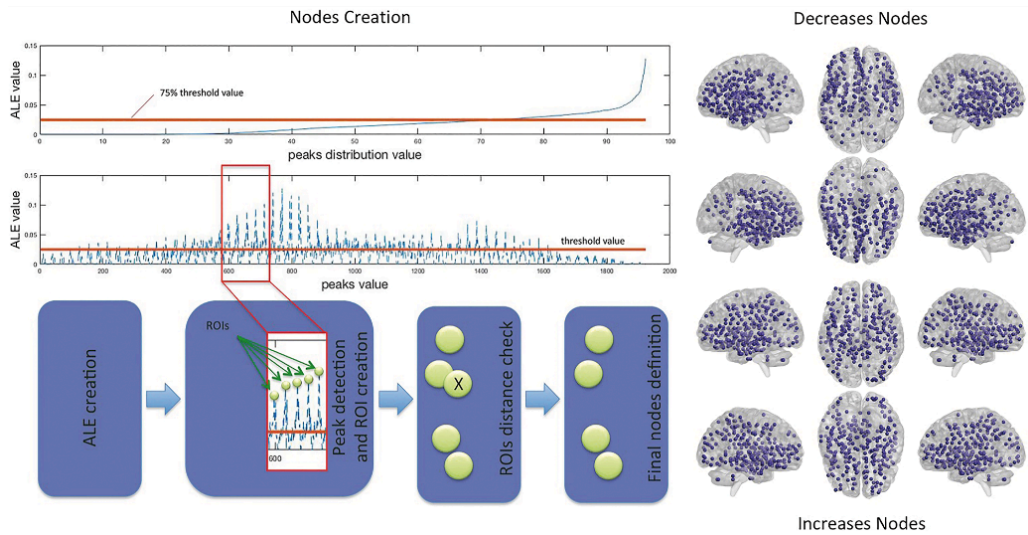 Nodes Creation
Decreases Nodes
ALE value
0.15
0.1
0.05
0
75% threshold value
0 10 20 30 40 50 60 70 80 90 100
peaks distribution value
ALE value
0.15
0.1
0.05
0
threshold value
0 200 400 600 800 1000 1200 1400 1600 1800 2000
peaks value
ALE creation
ROIs
600
Peak detection
and ROI creation
X
ROIs distance check
Final nodes definition
Increases Nodes